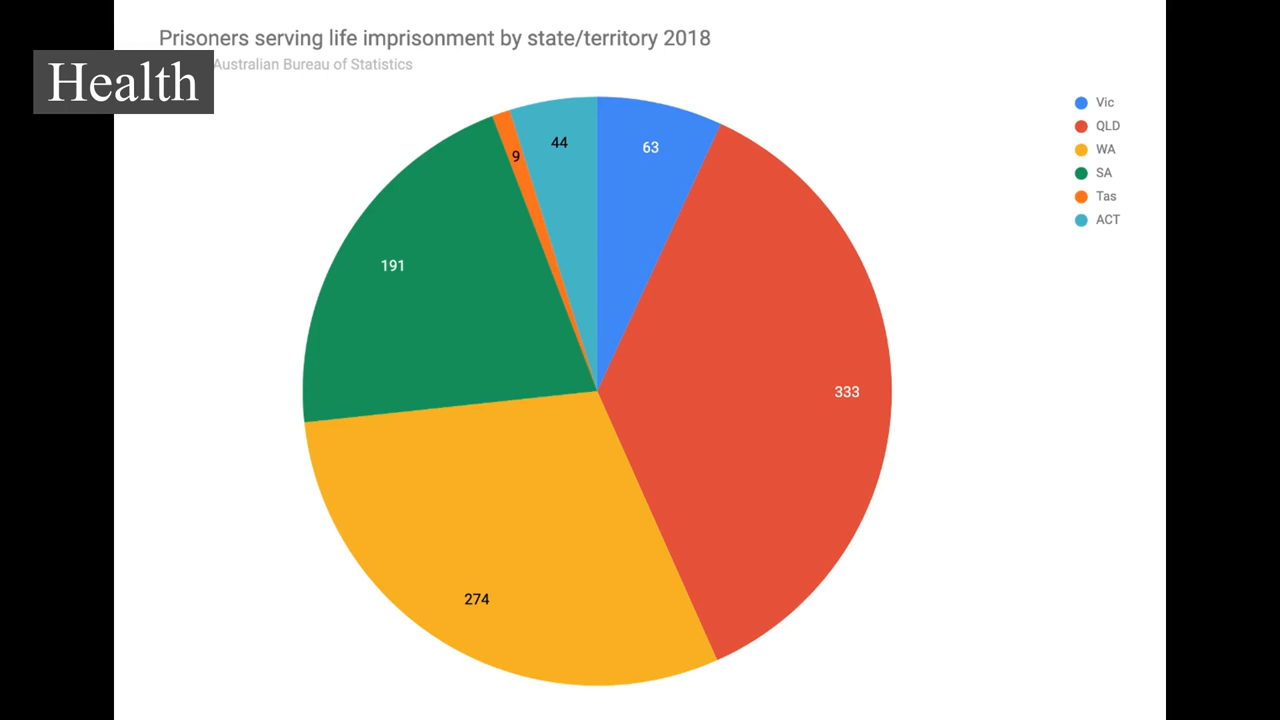 Prisoners serving life imprisonment by state/territory 2018
Australian Bureau of Statistics
Health
Vic
QLD
WA
SA
Tas
ACT
9
44
63
191
333
274